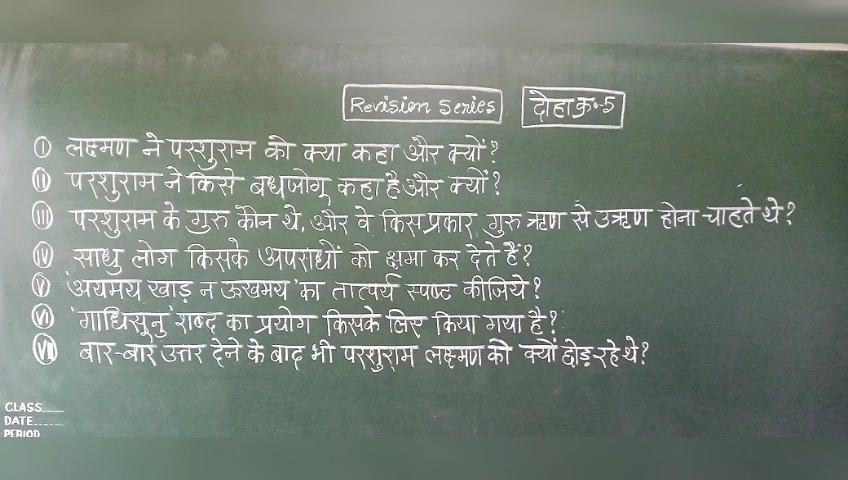 Revision Series दोहा क्र.-5
(i) लक्ष्मण ने परशुराम को क्या कहा और क्यों?
(ii) परशुराम ने किसे बधजोगू कहा है और क्यों?
(iii) परशुराम के गुरु कौन थे, और वे किस प्रकार गुरु ऋण से उऋण होना चाहते थे?
(iv) साधु लोग किसके अपराधों को क्षमा कर देते हैं?
(v) 'अयमय खाड़ न ऊखमय' का तात्पर्य स्पष्ट कीजिये?
(vi) 'गाधिसूनु' शब्द का प्रयोग किसके लिए किया गया है?
(vii) बार-बार उत्तर देने के बाद भी परशुराम लक्ष्मण को क्यों छोड़ रहे थे?
CLASS.....
DATE......
PERIOD